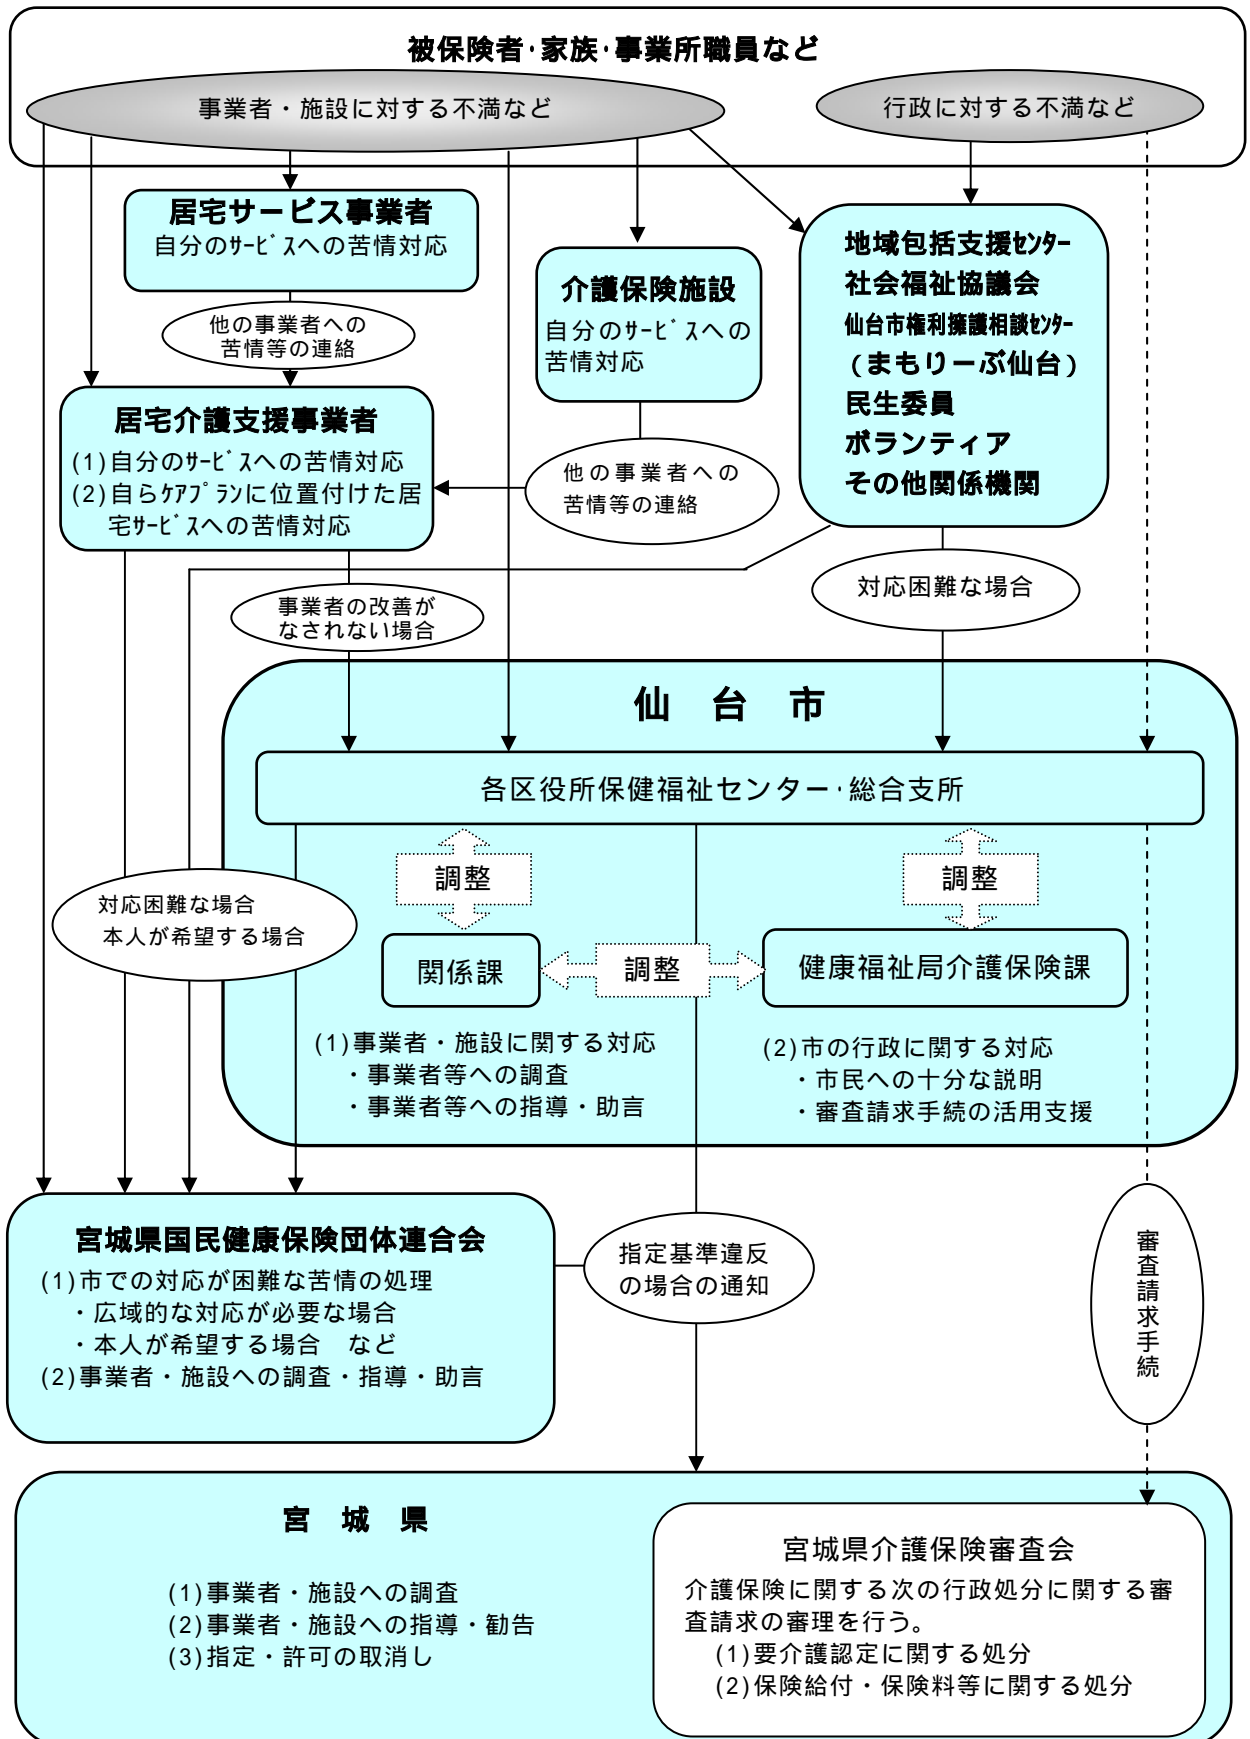 被保険者・家族・事業所職員など
事業者・施設に対する不満など
行政に対する不満など
居宅サービス事業者
自分のｻｰﾋﾞｽへの苦情対応
他の事業者への
苦情等の連絡
介護保険施設
自分のｻｰﾋﾞｽへの
苦情対応
地域包括支援ｾﾝﾀｰ
社会福祉協議会
仙台市権利擁護相談ｾﾝﾀｰ
(まもりーぶ仙台)
民生委員
ボランティア
その他関係機関
居宅介護支援事業者
(1)自分のｻｰﾋﾞｽへの苦情対応
(2)自らｹｱﾌﾟﾗﾝに位置付けた居
宅ｻｰﾋﾞｽへの苦情対応
他の事業者への
苦情等の連絡
事業者の改善が
なされない場合
対応困難な場合
仙 台 市
各区役所保健福祉センター・総合支所
調整
調整
対応困難な場合
本人が希望する場合
関係課
調整
健康福祉局介護保険課
(1)事業者・施設に関する対応
・事業者等への調査
・事業者等への指導・助言
(2)市の行政に関する対応
・市民への十分な説明
・審査請求手続の活用支援
宮城県国民健康保険団体連合会
(1)市での対応が困難な苦情の処理
・広域的な対応が必要な場合
・本人が希望する場合　など
(2)事業者・施設への調査・指導・助言
指定基準違反
の場合の通知
審査請求手続
宮 城 県
(1)事業者・施設への調査
(2)事業者・施設への指導・勧告
(3)指定・許可の取消し
宮城県介護保険審査会
介護保険に関する次の行政処分に関する審
査請求の審理を行う。
(1)要介護認定に関する処分
(2)保険給付・保険料等に関する処分